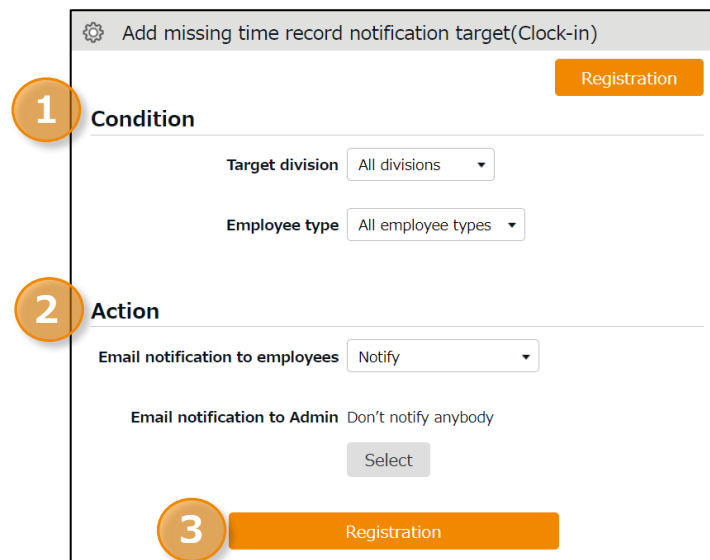 Add missing time record notification target(Clock-in)
Registration
1
Condition
Target division All divisions
Employee type All employee types
2
Action
Email notification to employees Notify
Email notification to Admin Don't notify anybody
Select
3
Registration